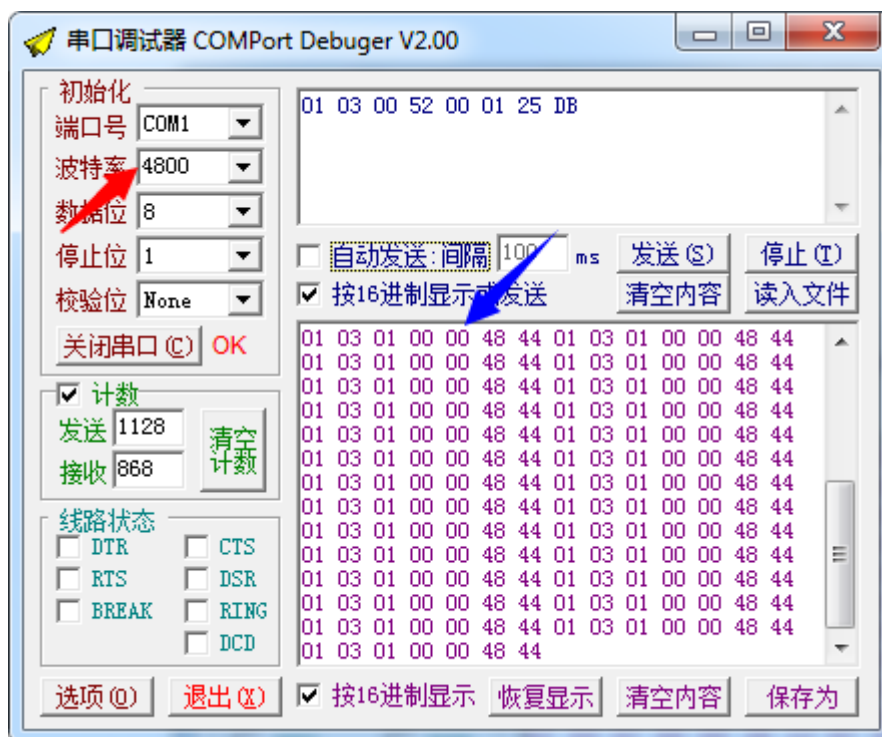 串口调试器 COMPort Debuger V2.00
初始化
端口号 COM1
波特率 4800
数据位 8
停止位 1
校验位 None
关闭串口(C) OK
计数
发送 1128
接收 868
清空计数
线路状态
DTR CTS
RTS DSR
BREAK RING
DCD
选项(O) 退出(X)
01 03 00 52 00 01 25 DB
自动发送:间隔 100 ms 发送(S) 停止(T)
按16进制显示或发送 清空内容 读入文件
01 03 01 00 00 48 44 01 03 01 00 00 48 44
01 03 01 00 00 48 44 01 03 01 00 00 48 44
01 03 01 00 00 48 44 01 03 01 00 00 48 44
01 03 01 00 00 48 44 01 03 01 00 00 48 44
01 03 01 00 00 48 44 01 03 01 00 00 48 44
01 03 01 00 00 48 44 01 03 01 00 00 48 44
01 03 01 00 00 48 44 01 03 01 00 00 48 44
01 03 01 00 00 48 44 01 03 01 00 00 48 44
01 03 01 00 00 48 44 01 03 01 00 00 48 44
01 03 01 00 00 48 44 01 03 01 00 00 48 44
01 03 01 00 00 48 44 01 03 01 00 00 48 44
01 03 01 00 00 48 44 01 03 01 00 00 48 44
01 03 01 00 00 48 44 01 03 01 00 00 48 44
01 03 01 00 00 48 44
按16进制显示 恢复显示 清空内容 保存为